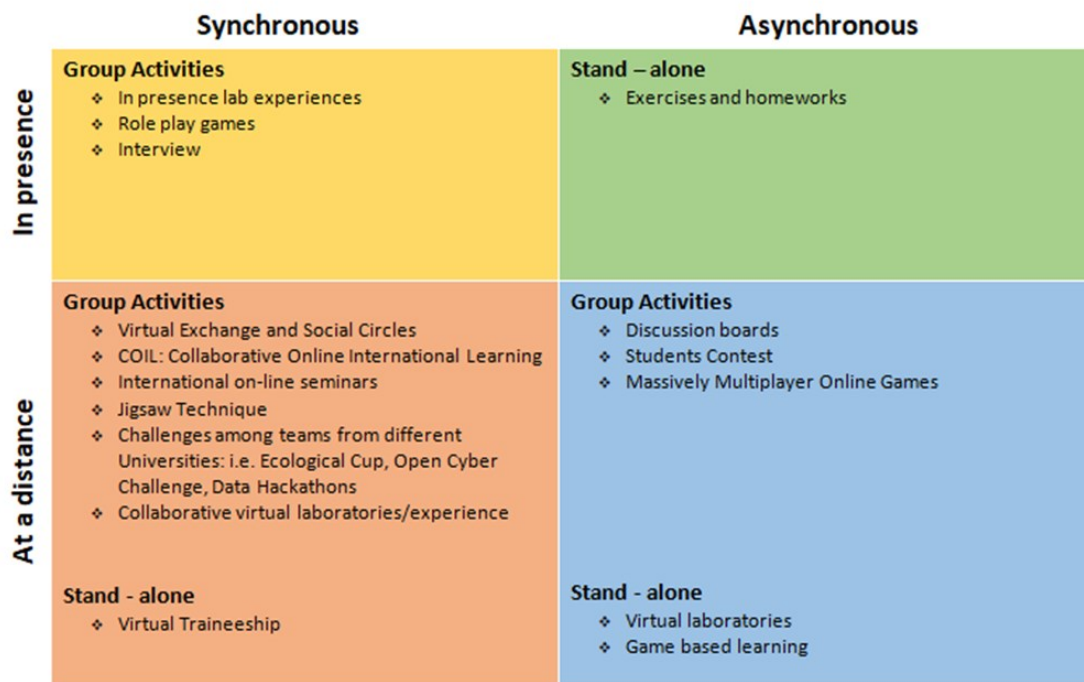 Synchronous
Asynchronous
In presence
Group Activities
❖ In presence lab experiences
❖ Role play games
❖ Interview
Stand – alone
❖ Exercises and homeworks
At a distance
Group Activities
❖ Virtual Exchange and Social Circles
❖ COIL: Collaborative Online International Learning
❖ International on-line seminars
❖ Jigsaw Technique
❖ Challenges among teams from different
Universities: i.e. Ecological Cup, Open Cyber
Challenge, Data Hackathons
❖ Collaborative virtual laboratories/experience
Stand - alone
❖ Virtual Traineeship
Group Activities
❖ Discussion boards
❖ Students Contest
❖ Massively Multiplayer Online Games
Stand - alone
❖ Virtual laboratories
❖ Game based learning